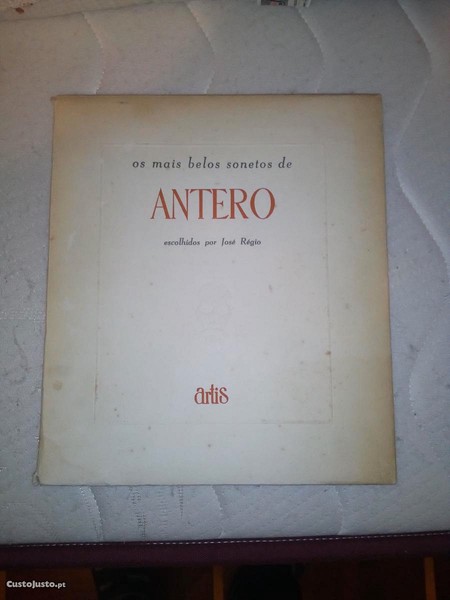 os mais belos sonetos de
ANTERO
escolhidos por José Régio
artis
CustoJusto.pt